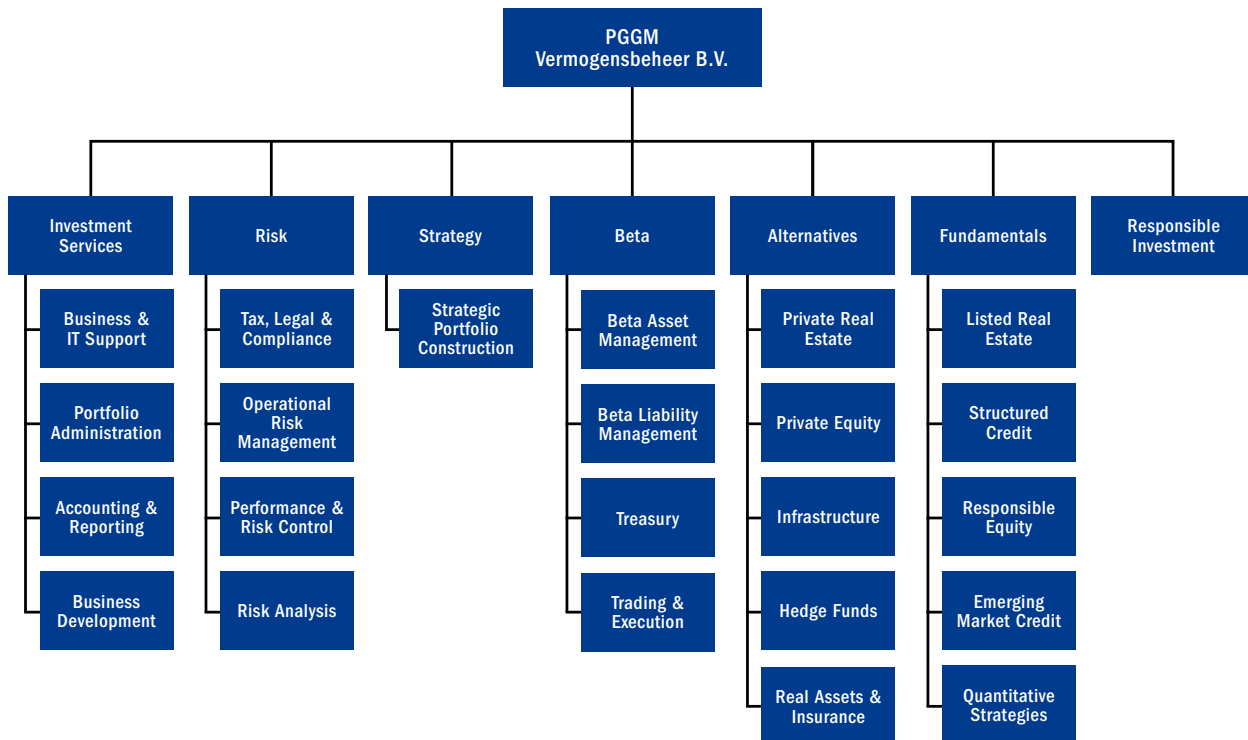 PGGM
Vermogensbeheer B.V.
Investment
Services
Risk
Strategy
Beta
Alternatives
Fundamentals
Responsible
Investment
Business &
IT Support
Portfolio
Administration
Accounting &
Reporting
Business
Development
Tax, Legal &
Compliance
Operational
Risk
Management
Performance &
Risk Control
Risk Analysis
Strategic
Portfolio
Construction
Beta Asset
Management
Beta Liability
Management
Treasury
Trading &
Execution
Private Real
Estate
Private Equity
Infrastructure
Hedge Funds
Real Assets &
Insurance
Listed Real
Estate
Structured
Credit
Responsible
Equity
Emerging
Market Credit
Quantitative
Strategies